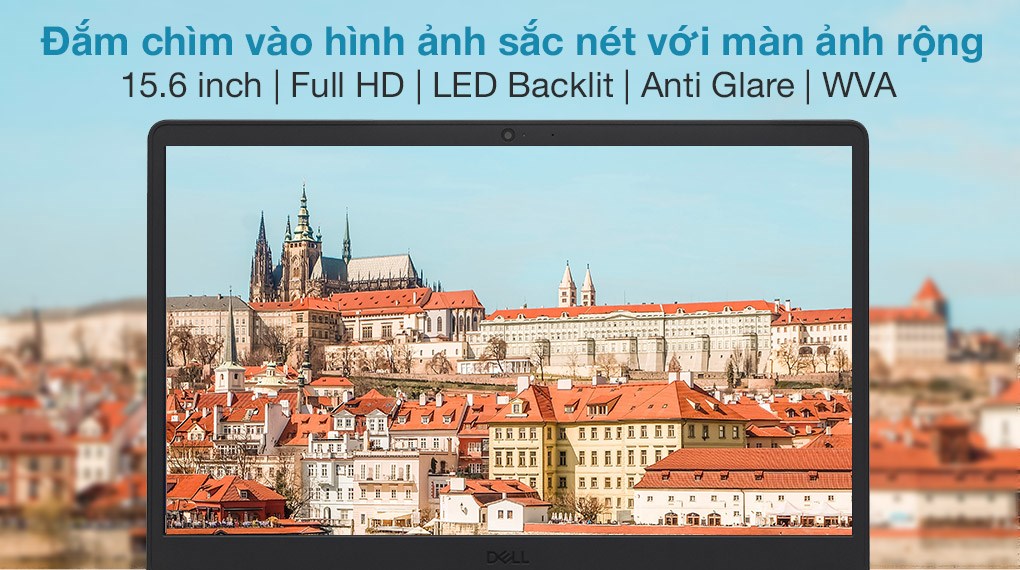 Đắm chìm vào hình ảnh sắc nét với màn ảnh rộng
15.6 inch | Full HD | LED Backlit | Anti Glare | WVA
DELL